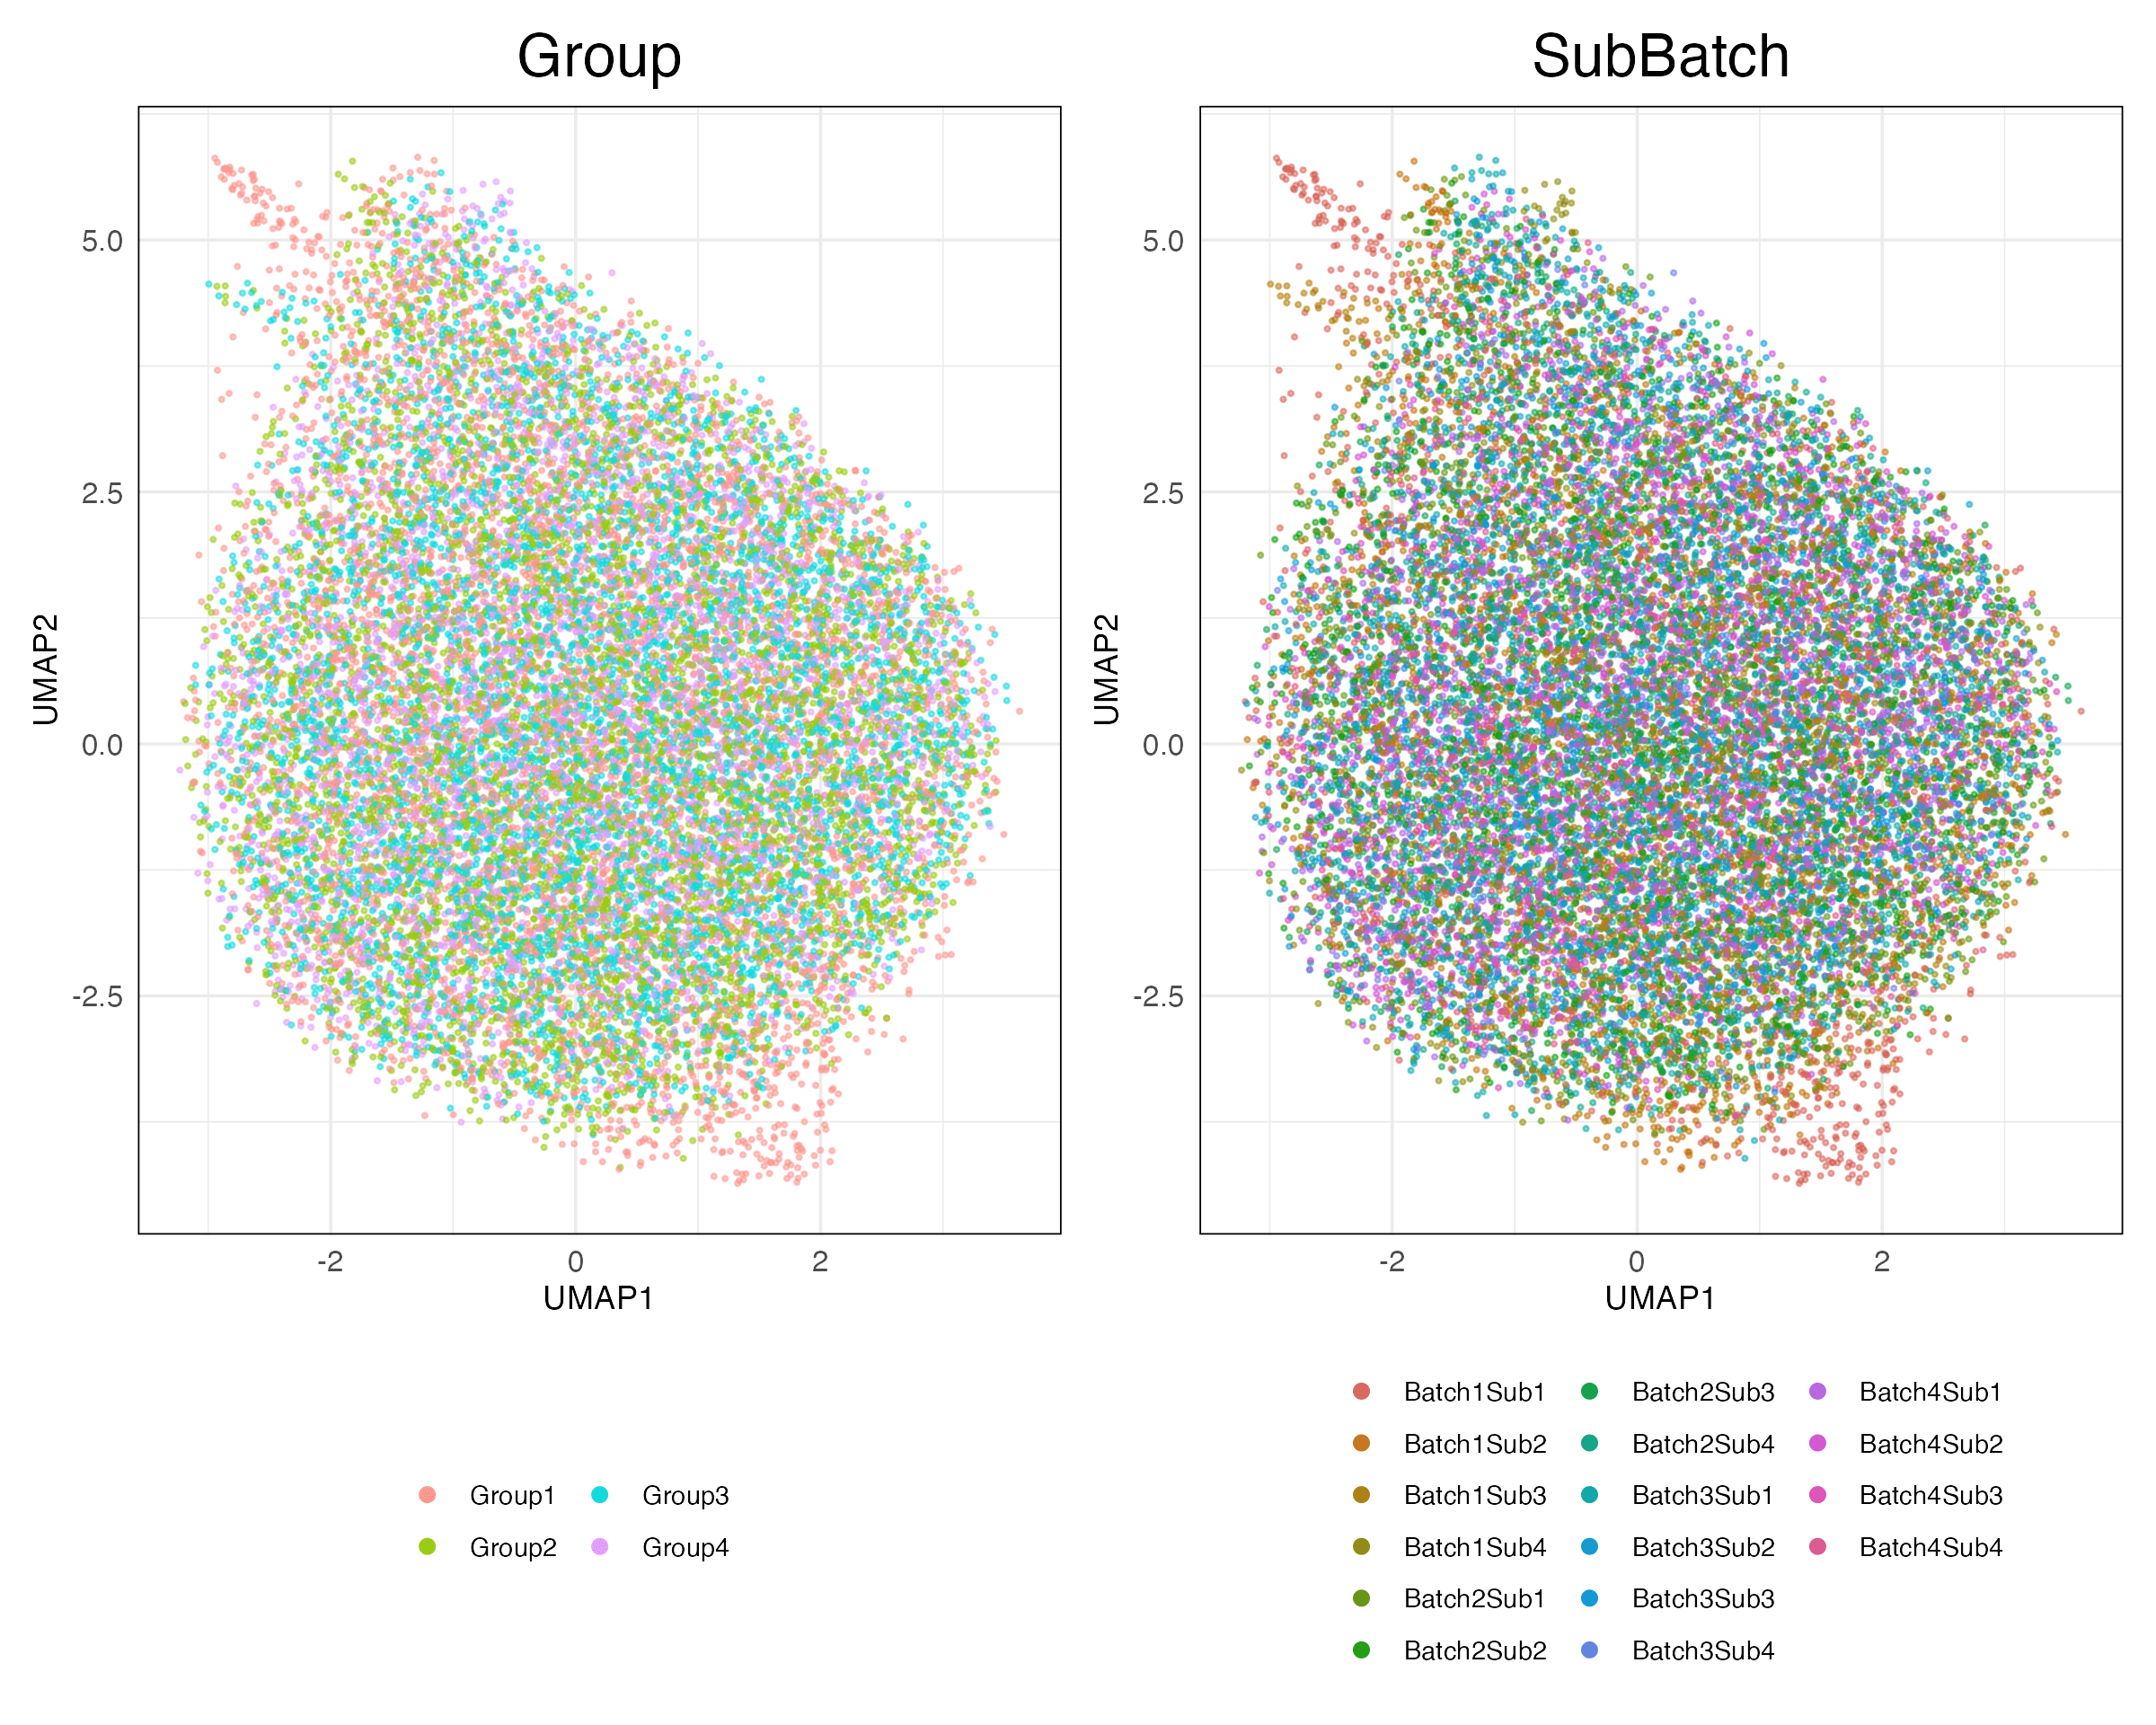 Group
SubBatch
5.0
2.5
0.0
-2.5
UMAP2
-2
0
2
UMAP1
5.0
2.5
0.0
-2.5
UMAP2
-2
0
2
UMAP1
Group1
Group3
Group2
Group4
Batch1Sub1
Batch2Sub3
Batch4Sub1
Batch1Sub2
Batch2Sub4
Batch4Sub2
Batch1Sub3
Batch3Sub1
Batch4Sub3
Batch1Sub4
Batch3Sub2
Batch4Sub4
Batch2Sub1
Batch3Sub3
Batch2Sub2
Batch3Sub4